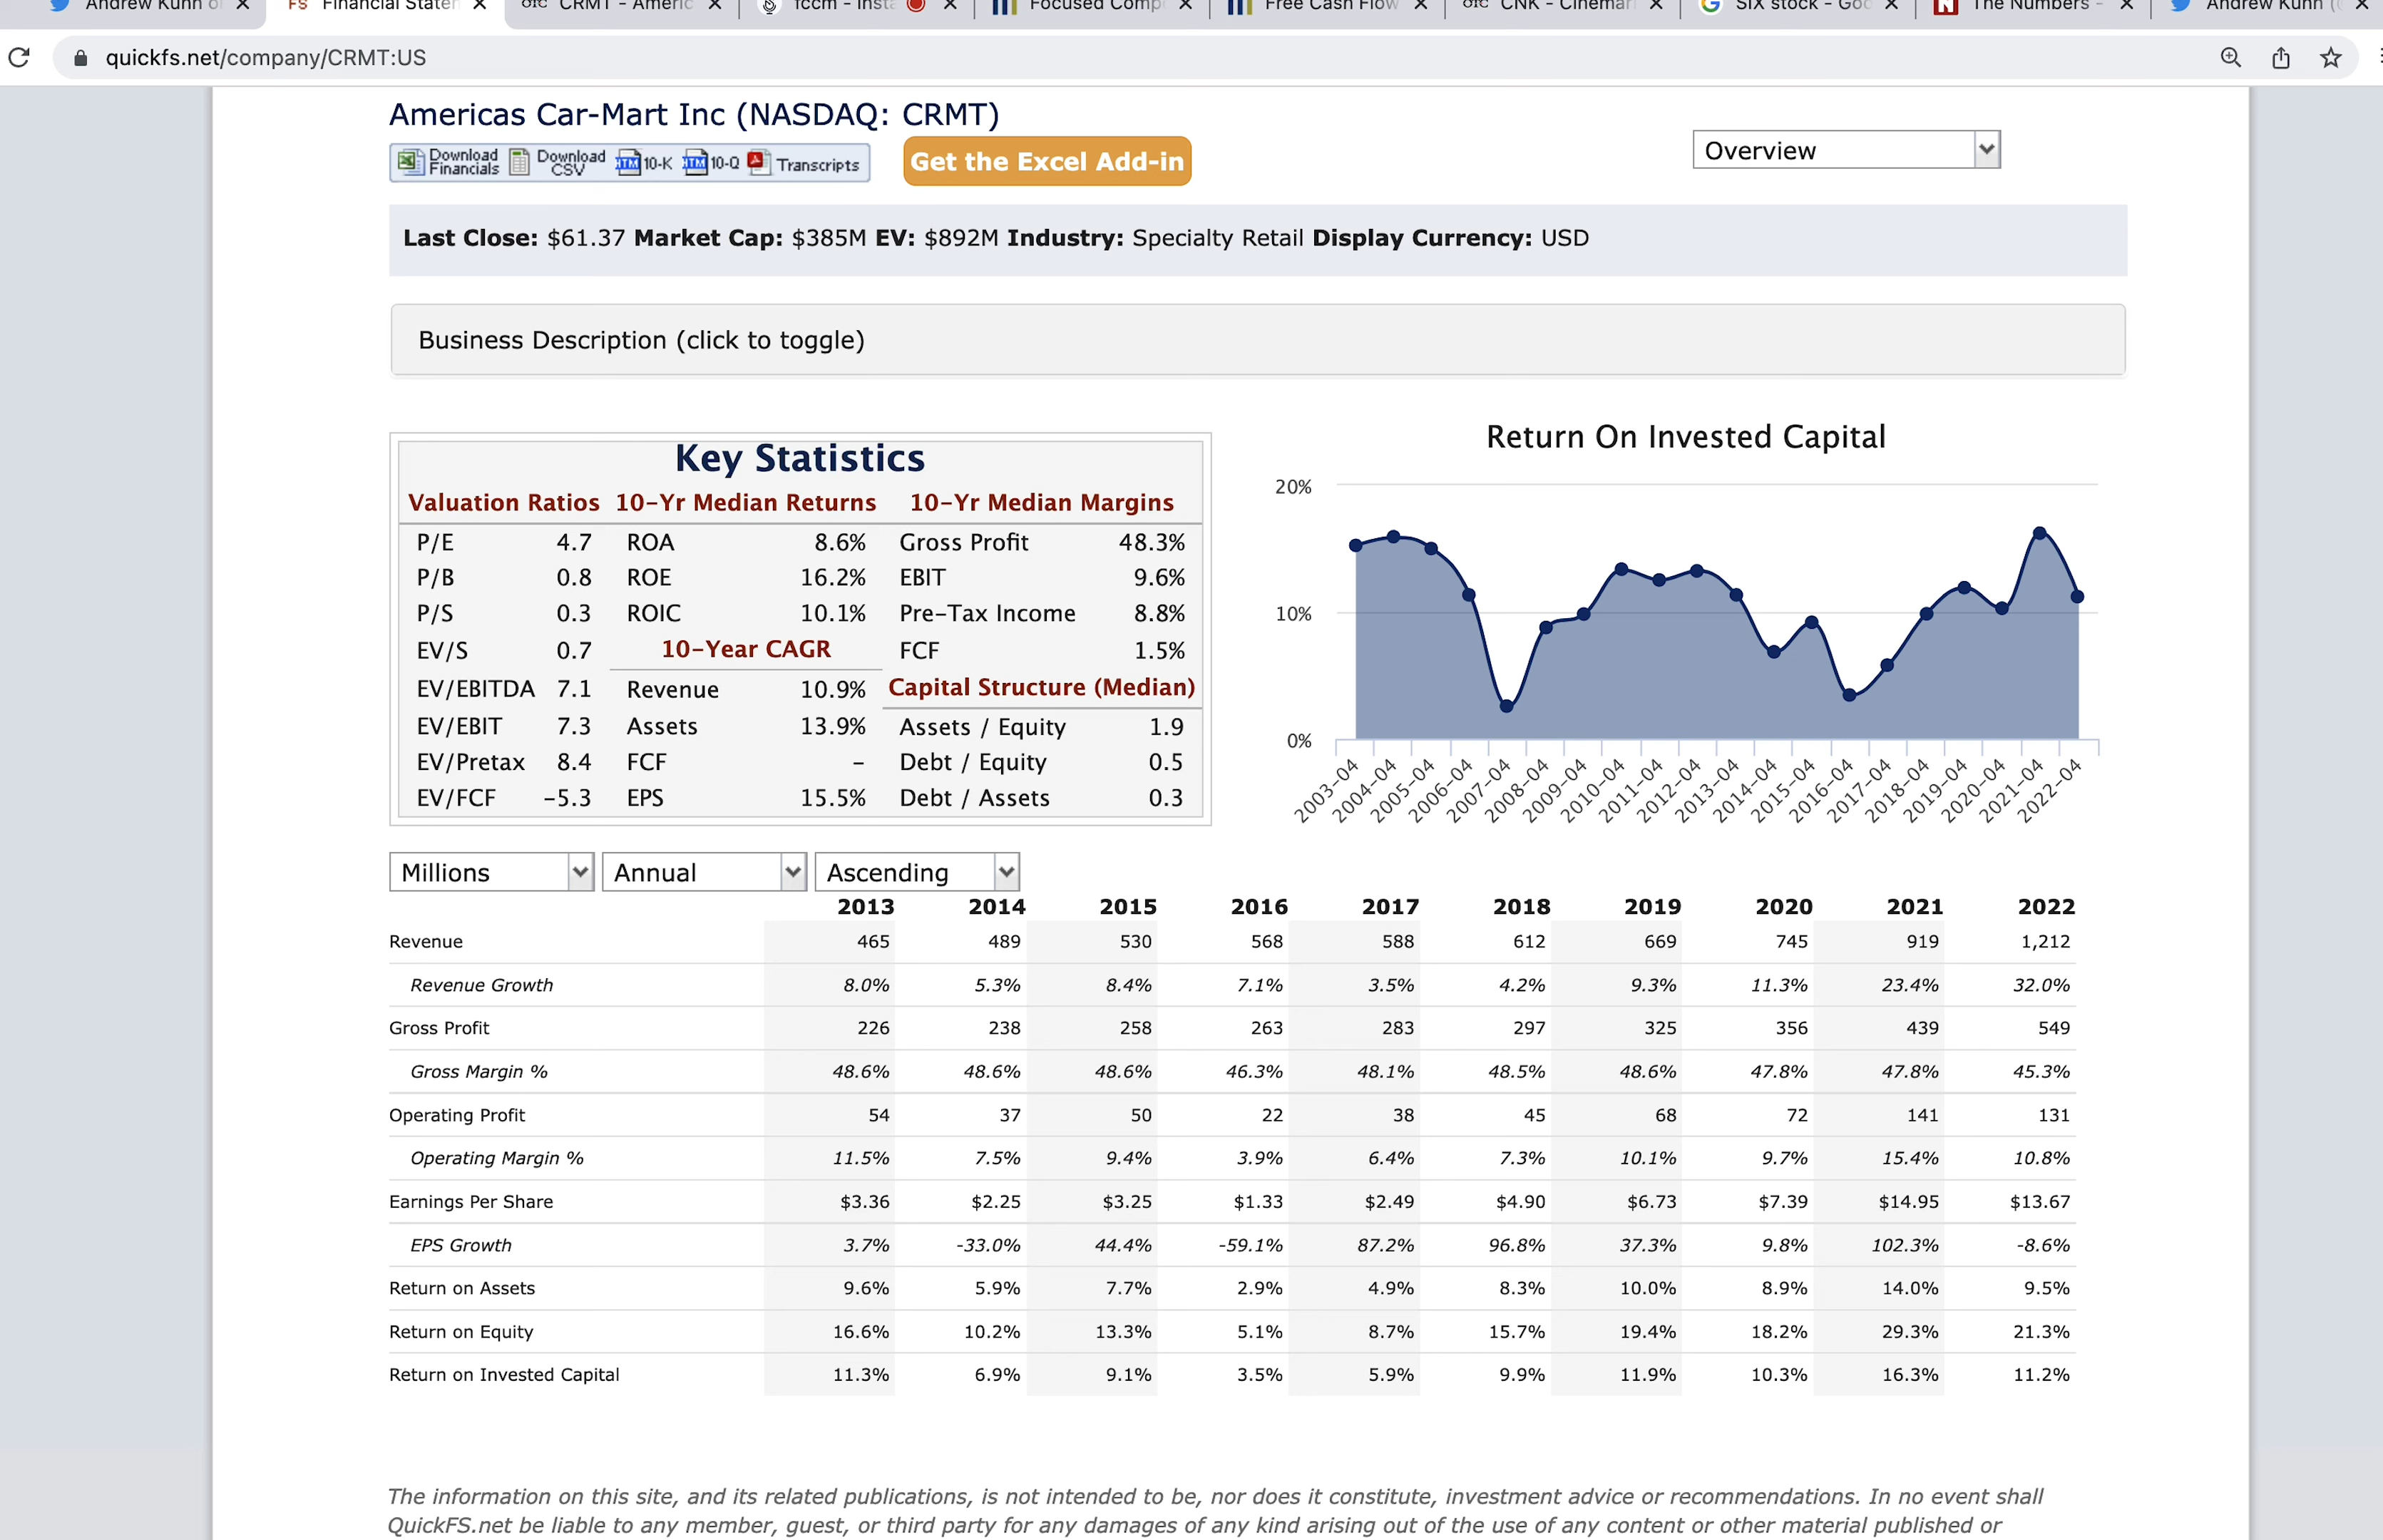 Andrew Kuhn
Financial State
CRMT - Americ
fccm - Insta
Focused Comp
Free Cash Flow
CNK - Cinemar
SIX stock - Goo
The Numbers -
Andrew Kuhn (
quickfs.net/company/CRMT:US
Americas Car-Mart Inc (NASDAQ: CRMT)
Download Financials Download CSV 10-K 10-Q Transcripts
Get the Excel Add-in
Overview
Last Close: $61.37 Market Cap: $385M EV: $892M Industry: Specialty Retail Display Currency: USD
Business Description (click to toggle)
Key Statistics
Valuation Ratios 10-Yr Median Returns 10-Yr Median Margins
P/E 4.7 ROA 8.6% Gross Profit 48.3%
P/B 0.8 ROE 16.2% EBIT 9.6%
P/S 0.3 ROIC 10.1% Pre-Tax Income 8.8%
EV/S 0.7 10-Year CAGR FCF 1.5%
EV/EBITDA 7.1 Revenue 10.9% Capital Structure (Median)
EV/EBIT 7.3 Assets 13.9% Assets / Equity 1.9
EV/Pretax 8.4 FCF – Debt / Equity 0.5
EV/FCF -5.3 EPS 15.5% Debt / Assets 0.3
Return On Invested Capital
20%
10%
0%
2003-04 2004-04 2005-04 2006-04 2007-04 2008-04 2009-04 2010-04 2011-04 2012-04 2013-04 2014-04 2015-04 2016-04 2017-04 2018-04 2019-04 2020-04 2021-04 2022-04
Millions Annual Ascending
2013 2014 2015 2016 2017 2018 2019 2020 2021 2022
Revenue 465 489 530 568 588 612 669 745 919 1,212
Revenue Growth 8.0% 5.3% 8.4% 7.1% 3.5% 4.2% 9.3% 11.3% 23.4% 32.0%
Gross Profit 226 238 258 263 283 297 325 356 439 549
Gross Margin % 48.6% 48.6% 48.6% 46.3% 48.1% 48.5% 48.6% 47.8% 47.8% 45.3%
Operating Profit 54 37 50 22 38 45 68 72 141 131
Operating Margin % 11.5% 7.5% 9.4% 3.9% 6.4% 7.3% 10.1% 9.7% 15.4% 10.8%
Earnings Per Share $3.36 $2.25 $3.25 $1.33 $2.49 $4.90 $6.73 $7.39 $14.95 $13.67
EPS Growth 3.7% -33.0% 44.4% -59.1% 87.2% 96.8% 37.3% 9.8% 102.3% -8.6%
Return on Assets 9.6% 5.9% 7.7% 2.9% 4.9% 8.3% 10.0% 8.9% 14.0% 9.5%
Return on Equity 16.6% 10.2% 13.3% 5.1% 8.7% 15.7% 19.4% 18.2% 29.3% 21.3%
Return on Invested Capital 11.3% 6.9% 9.1% 3.5% 5.9% 9.9% 11.9% 10.3% 16.3% 11.2%
The information on this site, and its related publications, is not intended to be, nor does it constitute, investment advice or recommendations. In no event shall
QuickFS.net be liable to any member, guest, or third party for any damages of any kind arising out of the use of any content or other material published or